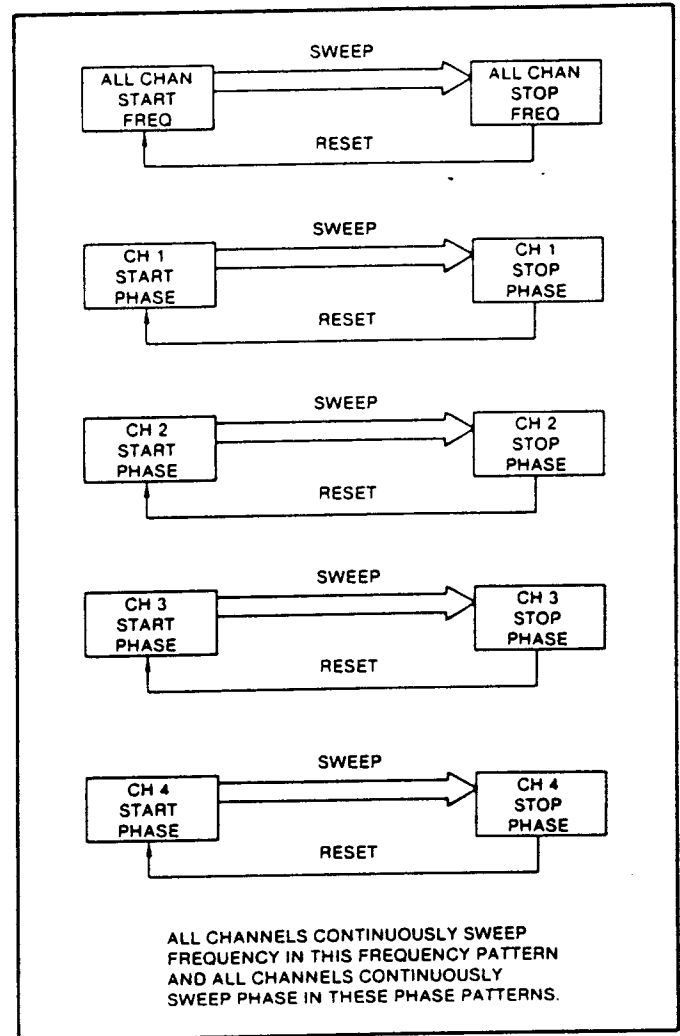 SWEEP
ALL CHAN
START
FREQ
ALL CHAN
STOP
FREQ
RESET
SWEEP
CH 1
START
PHASE
CH 1
STOP
PHASE
RESET
SWEEP
CH 2
START
PHASE
CH 2
STOP
PHASE
RESET
SWEEP
CH 3
START
PHASE
CH 3
STOP
PHASE
RESET
SWEEP
CH 4
START
PHASE
CH 4
STOP
PHASE
RESET
ALL CHANNELS CONTINUOUSLY SWEEP
FREQUENCY IN THIS FREQUENCY PATTERN
AND ALL CHANNELS CONTINUOUSLY
SWEEP PHASE IN THESE PHASE PATTERNS.